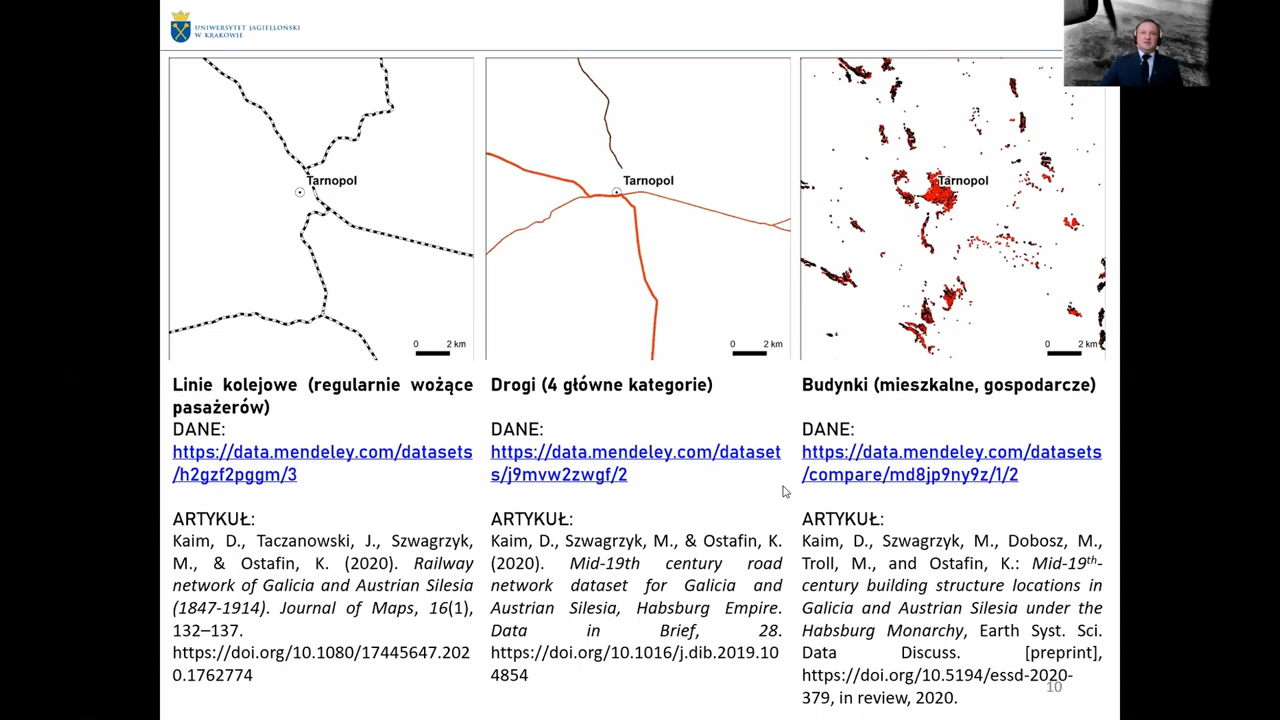 UNIWERSYTET JAGIELLOŃSKI
W KRAKOWIE
Tarnopol
0 2 km
Tarnopol
0 2 km
Tarnopol
0 2 km
Linie kolejowe (regularnie wożące
pasażerów)
DANE:
https://data.mendeley.com/datasets
/h2gzf2pggm/3
ARTYKUŁ:
Kaim, D., Taczanowski, J., Szwagrzyk,
M., & Ostafin, K. (2020). Railway
network of Galicia and Austrian Silesia
(1847-1914). Journal of Maps, 16(1),
132–137.
https://doi.org/10.1080/17445647.202
0.1762774
Drogi (4 główne kategorie)
DANE:
https://data.mendeley.com/dataset
s/j9mvw2zwgf/2
ARTYKUŁ:
Kaim, D., Szwagrzyk, M., & Ostafin, K.
(2020). Mid-19th century road
network dataset for Galicia and
Austrian Silesia, Habsburg Empire.
Data in Brief, 28.
https://doi.org/10.1016/j.dib.2019.10
4854
Budynki (mieszkalne, gospodarcze)
DANE:
https://data.mendeley.com/datasets
/compare/md8jp9ny9z/1/2
ARTYKUŁ:
Kaim, D., Szwagrzyk, M., Dobosz, M.,
Troll, M., and Ostafin, K.: Mid-19th-
century building structure locations in
Galicia and Austrian Silesia under the
Habsburg Monarchy, Earth Syst. Sci.
Data Discuss. [preprint],
https://doi.org/10.5194/essd-2020-
379, in review, 2020.
10